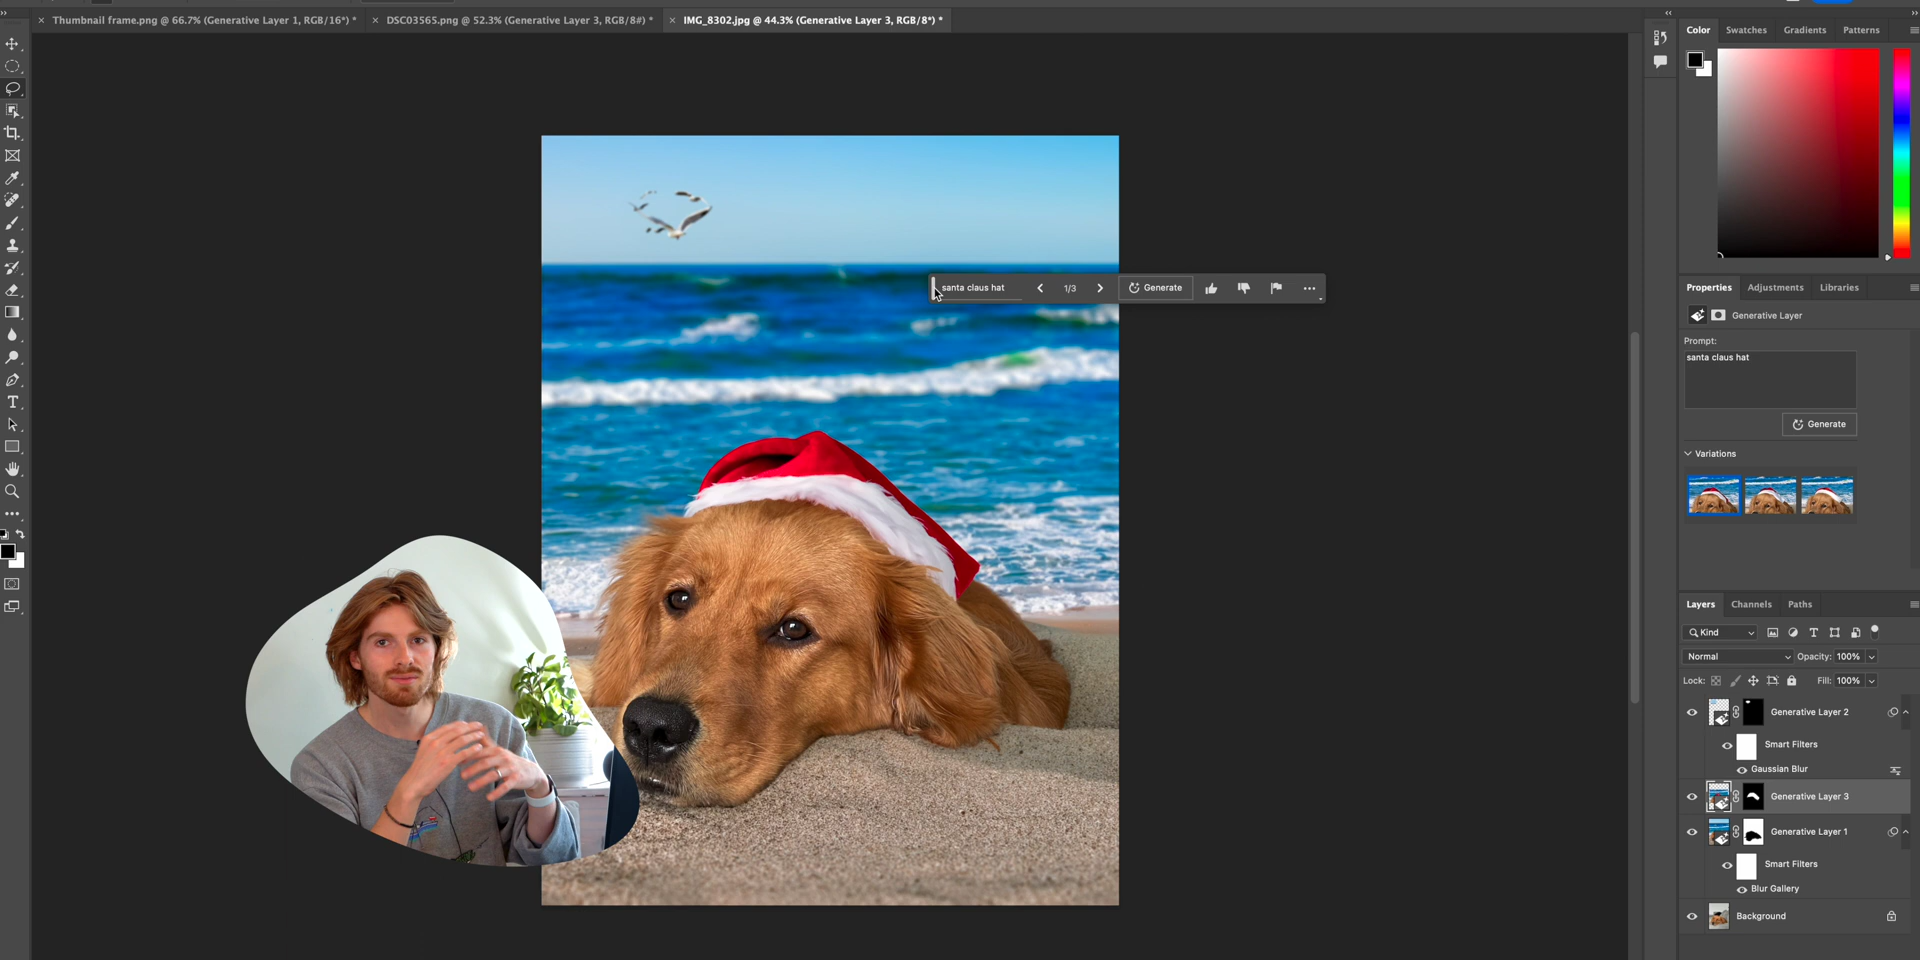 Thumbnail frame.png @ 66.7% (Generative Layer 1, RGB/16*) *
DSC03565.png @ 52.3% (Generative Layer 3, RGB/8#) *
IMG_8302.jpg @ 44.3% (Generative Layer 3, RGB/8*) *
santa claus hat
1/3
Generate
Color
Swatches
Gradients
Patterns
Properties
Adjustments
Libraries
Generative Layer
Prompt:
santa claus hat
Generate
Variations
Layers
Channels
Paths
Kind
Normal
Opacity: 100%
Lock:
Fill: 100%
Generative Layer 2
Smart Filters
Gaussian Blur
Generative Layer 3
Generative Layer 1
Smart Filters
Blur Gallery
Background